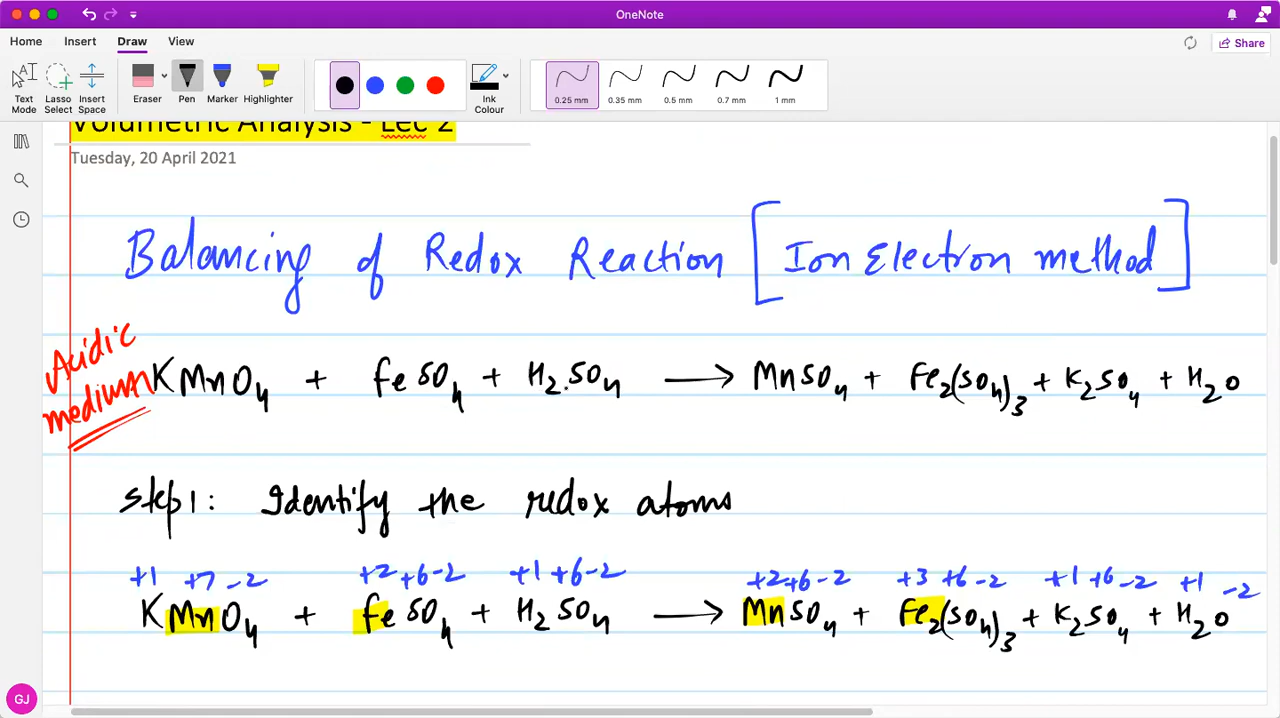 OneNote
Home Insert Draw View
Share
Text Mode
Lasso Select
Insert Space
Eraser
Pen
Marker
Highlighter
Ink Colour
0.25 mm
0.35 mm
0.5 mm
0.7 mm
1 mm
Volumetric Analysis - Lec 2
Tuesday, 20 April 2021
Balancing of Redox Reaction [Ion Electron method]
Acidic medium
KMnO4 + FeSO4 + H2.SO4 → MnSO4 + Fe2(SO4)3 + K2SO4 + H2O
Step 1: Identify the redox atoms
+1 +7 -2 +2 +6 -2 +1 +6 -2 +2 +6 -2 +3 +6 -2 +1 +6 -2 +1 -2
KMnO4 + FeSO4 + H2SO4 → MnSO4 + Fe2(SO4)3 + K2SO4 + H2O
GJ